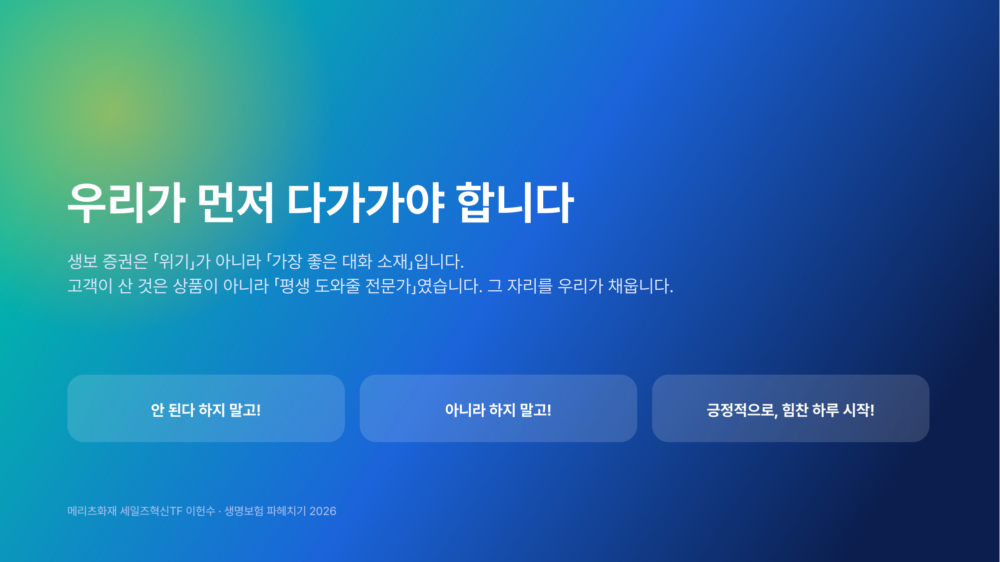 우리가 먼저 다가가야 합니다
생보 증권은 「위기」가 아니라 「가장 좋은 대화 소재」입니다.
고객이 산 것은 상품이 아니라 「평생 도와줄 전문가」였습니다. 그 자리를 우리가 채웁니다.
안 된다 하지 말고!
아니라 하지 말고!
긍정적으로, 힘찬 하루 시작!
메리츠화재 세일즈혁신TF 이헌수 · 생명보험 파헤치기 2026